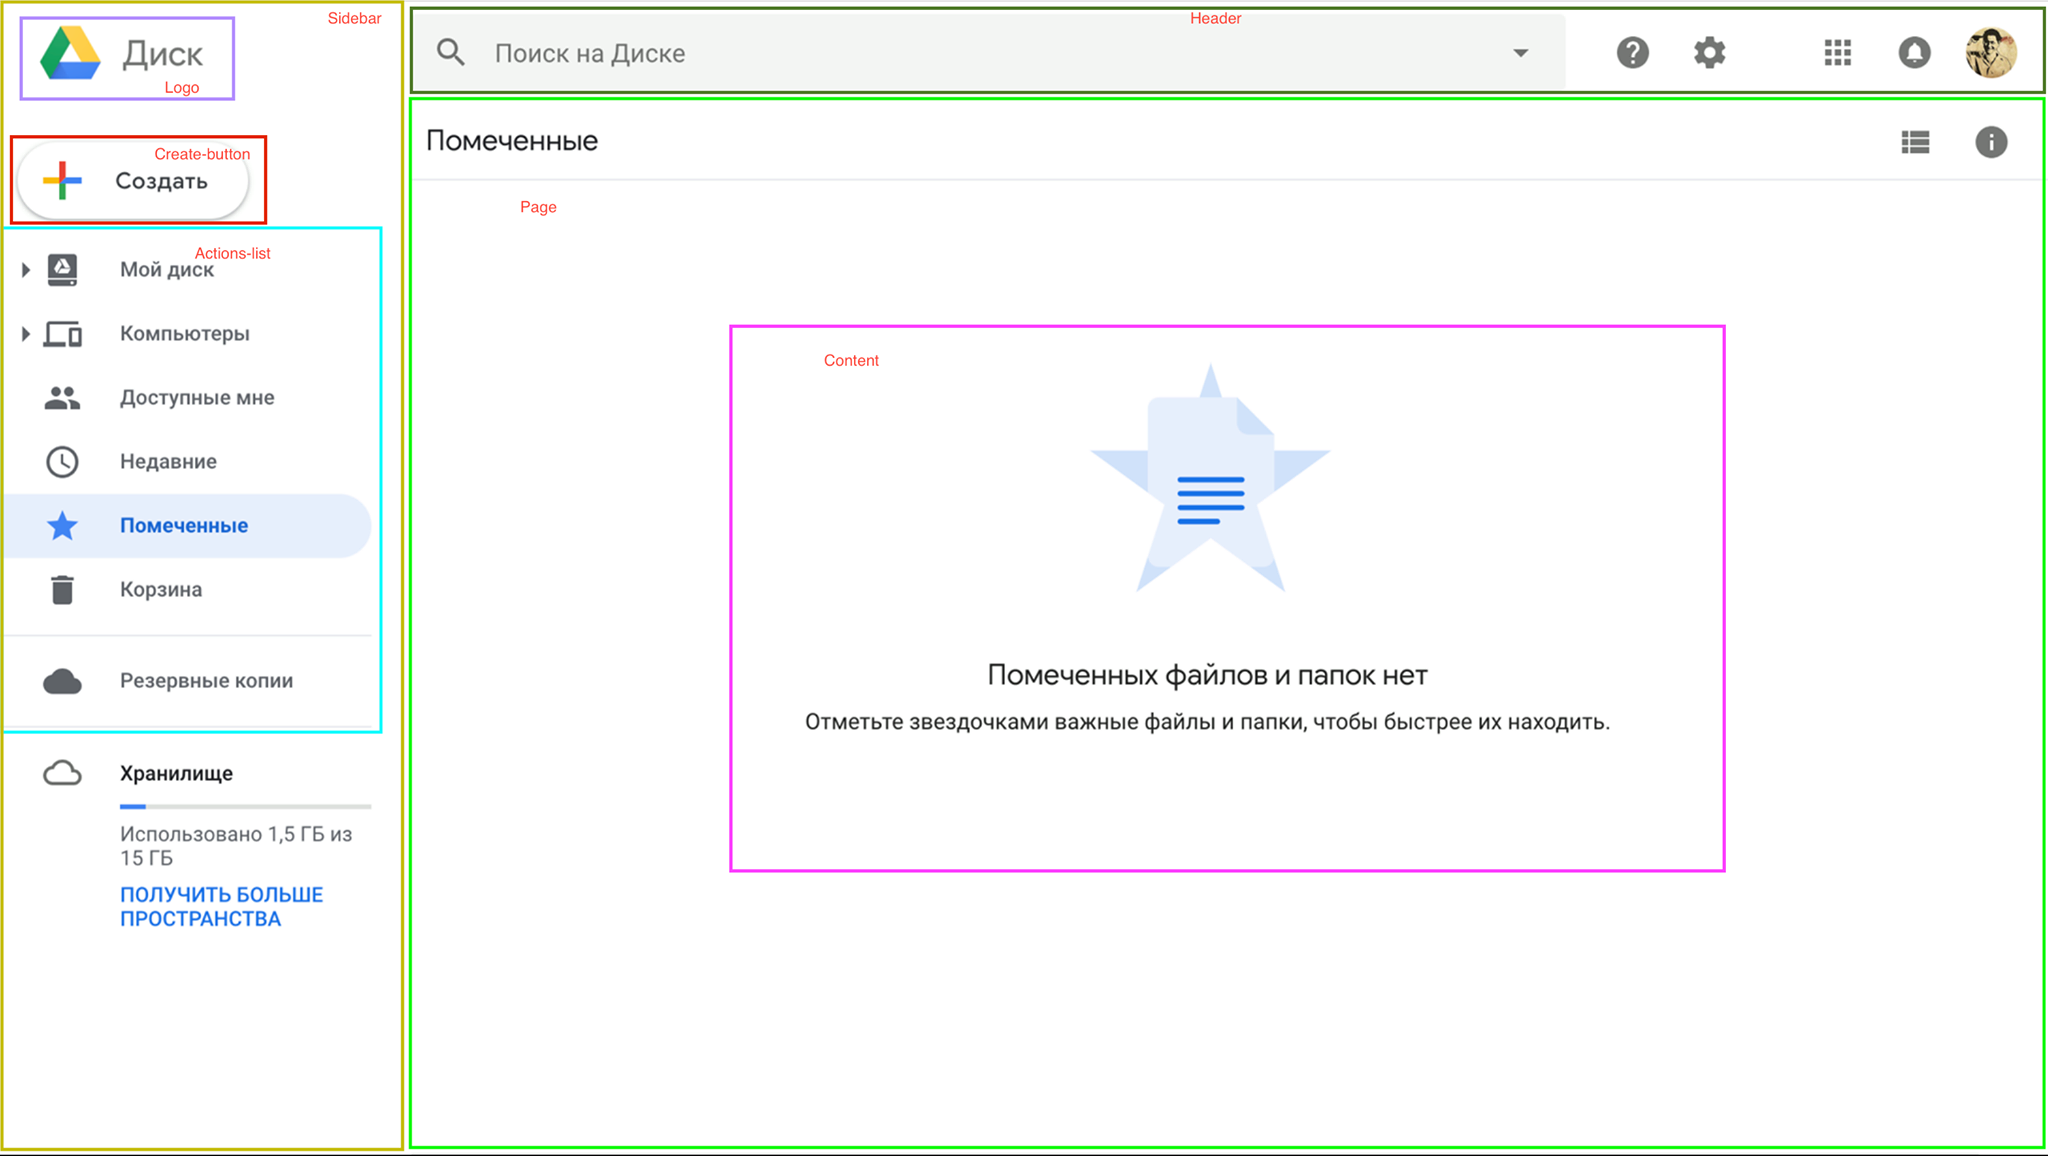 Sidebar
Диск
Logo
Create-button
Создать
Actions-list
Мой диск
Компьютеры
Доступные мне
Недавние
Помеченные
Корзина
Резервные копии
Хранилище
Использовано 1,5 ГБ из
15 ГБ
ПОЛУЧИТЬ БОЛЬШЕ
ПРОСТРАНСТВА
Header
Поиск на Диске
Помеченные
Page
Content
Помеченных файлов и папок нет
Отметьте звездочками важные файлы и папки, чтобы быстрее их находить.